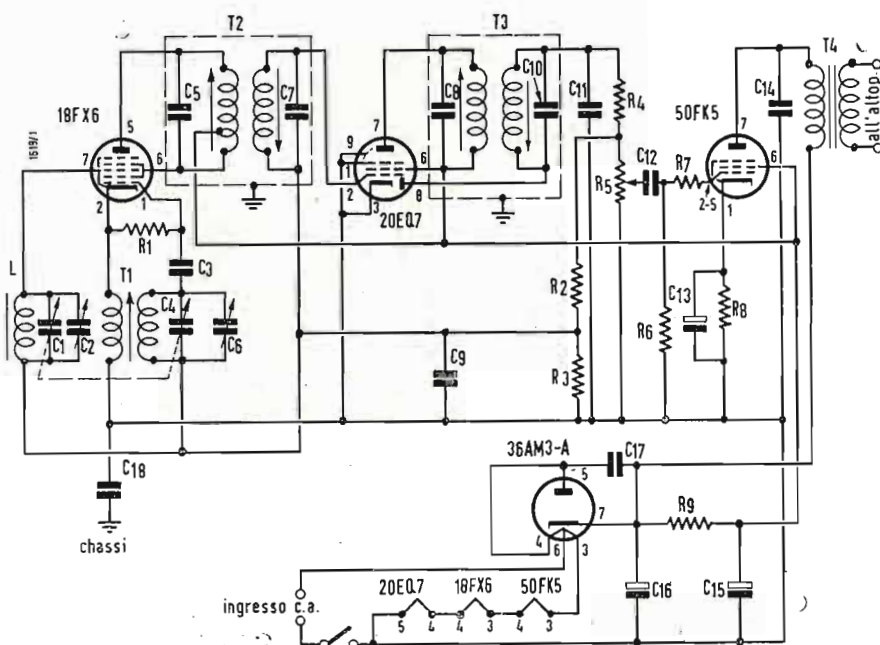 T2
T3
T4
18FX6
5
7
6
2
1
C5
C7
1619/1
R1
C3
L
T1
C1
C2
C4
C6
C18
chassi
9
7
1
6
2
3
8
20EQ7
C8
C10
C11
R4
R5
C12
R7
R2
R3
R6
C9
50FK5
7
6
2-5
1
C14
C13
R8
all'altop.
36AM3-A
5
7
4
6
3
C17
R9
C16
C15
ingresso c.a.
20EQ7
18FX6
50FK5
5
4
4
3
4
3